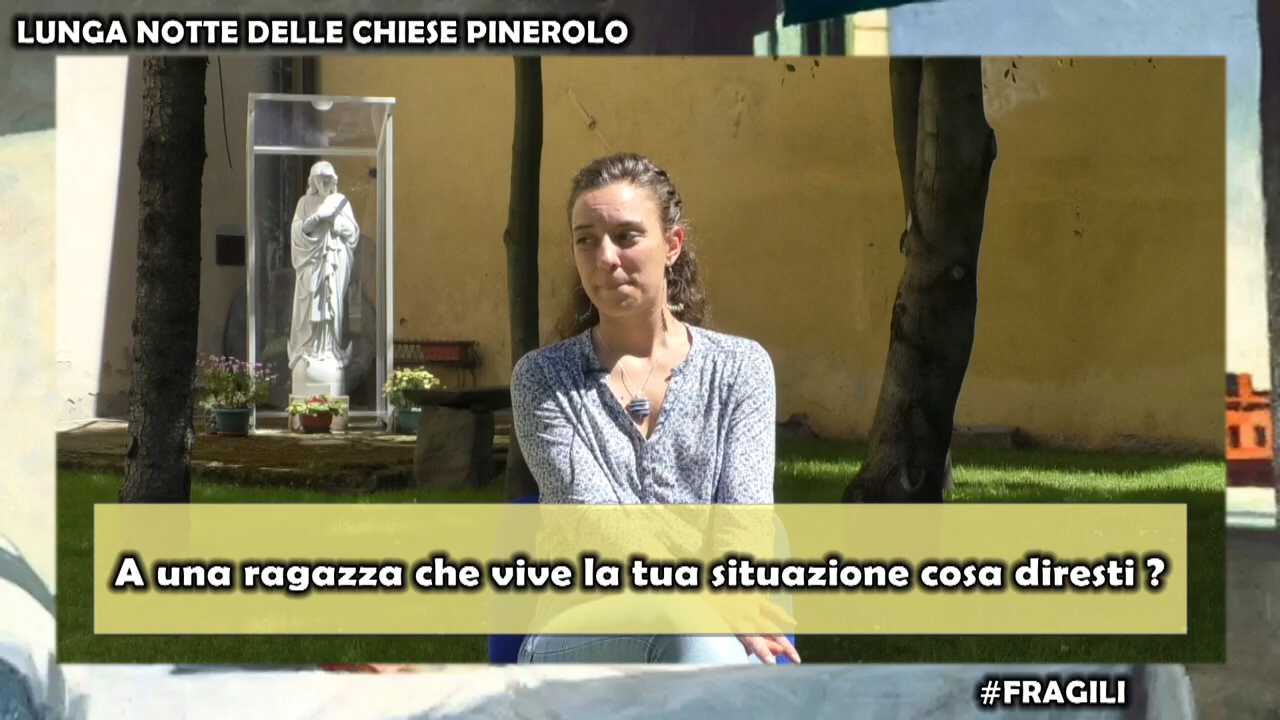 LUNGA NOTTE DELLE CHIESE PINEROLO
A una ragazza che vive la tua situazione cosa diresti ?
#FRAGILI